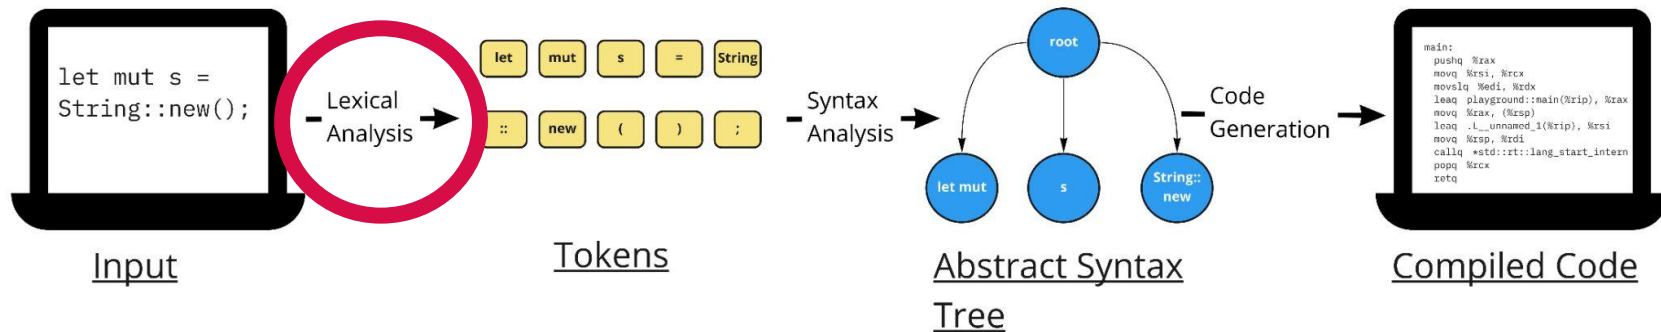 let mut s =
String::new();
Input
Lexical
Analysis
let mut s = String
:: new ( ) ;
Tokens
Syntax
Analysis
root
let mut
s
String::
new
Abstract Syntax
Tree
Code
Generation
main:
pushq %rax
movq %rsi, %rcx
movslq %edi, %rdx
leaq playground::main(%rip), %rax
movq %rax, (%rsp)
leaq .L__unnamed_1(%rip), %rsi
movq %rsp, %rdi
callq *std::rt::lang_start_intern
popq %rcx
retq
Compiled Code